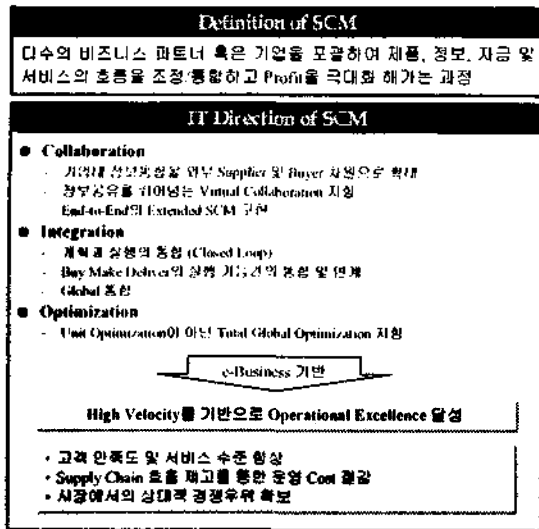 Definition of SCM
다수의 비즈니스 파트너 혹은 기업을 포괄하여 제품, 정보, 자금 및
서비스의 흐름을 조정/통합하고 Profit을 극대화 해가는 과정
IT Direction of SCM
● Collaboration
- 기업내 정보통합을 외부 Supplier 및 Buyer 차원으로 확대
- 정보공유를 뛰어넘는 Virtual Collaboration 지향
End-to-End의 Extended SCM 구현
● Integration
- 계획과 실행의 통합 (Closed Loop)
- Buy Make Deliver의 실행 기능간의 통합 및 연계
- Global 통합
● Optimization
- Unit Optimization이 아닌 Total Global Optimization 지향
e-Business 기반
High Velocity를 기반으로 Operational Excellence 달성
• 고객 만족도 및 서비스 수준 향상
• Supply Chain 효율 제고를 통한 운영 Cost 절감
• 시장에서의 상대적 경쟁우위 확보